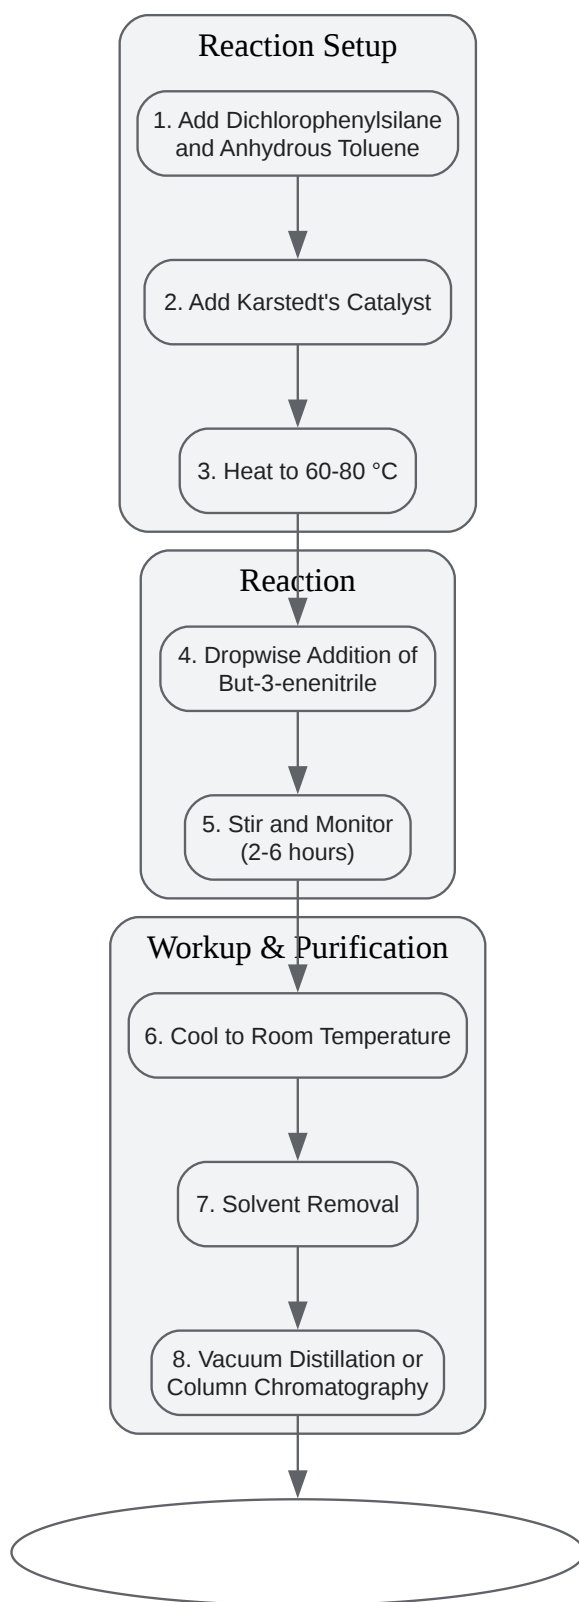 Reaction Setup
1. Add Dichlorophenylsilane
and Anhydrous Toluene
2. Add Karstedt's Catalyst
3. Heat to 60-80 °C
Reaction
4. Dropwise Addition of
But-3-enenitrile
5. Stir and Monitor
(2-6 hours)
Workup & Purification
6. Cool to Room Temperature
7. Solvent Removal
8. Vacuum Distillation or
Column Chromatography